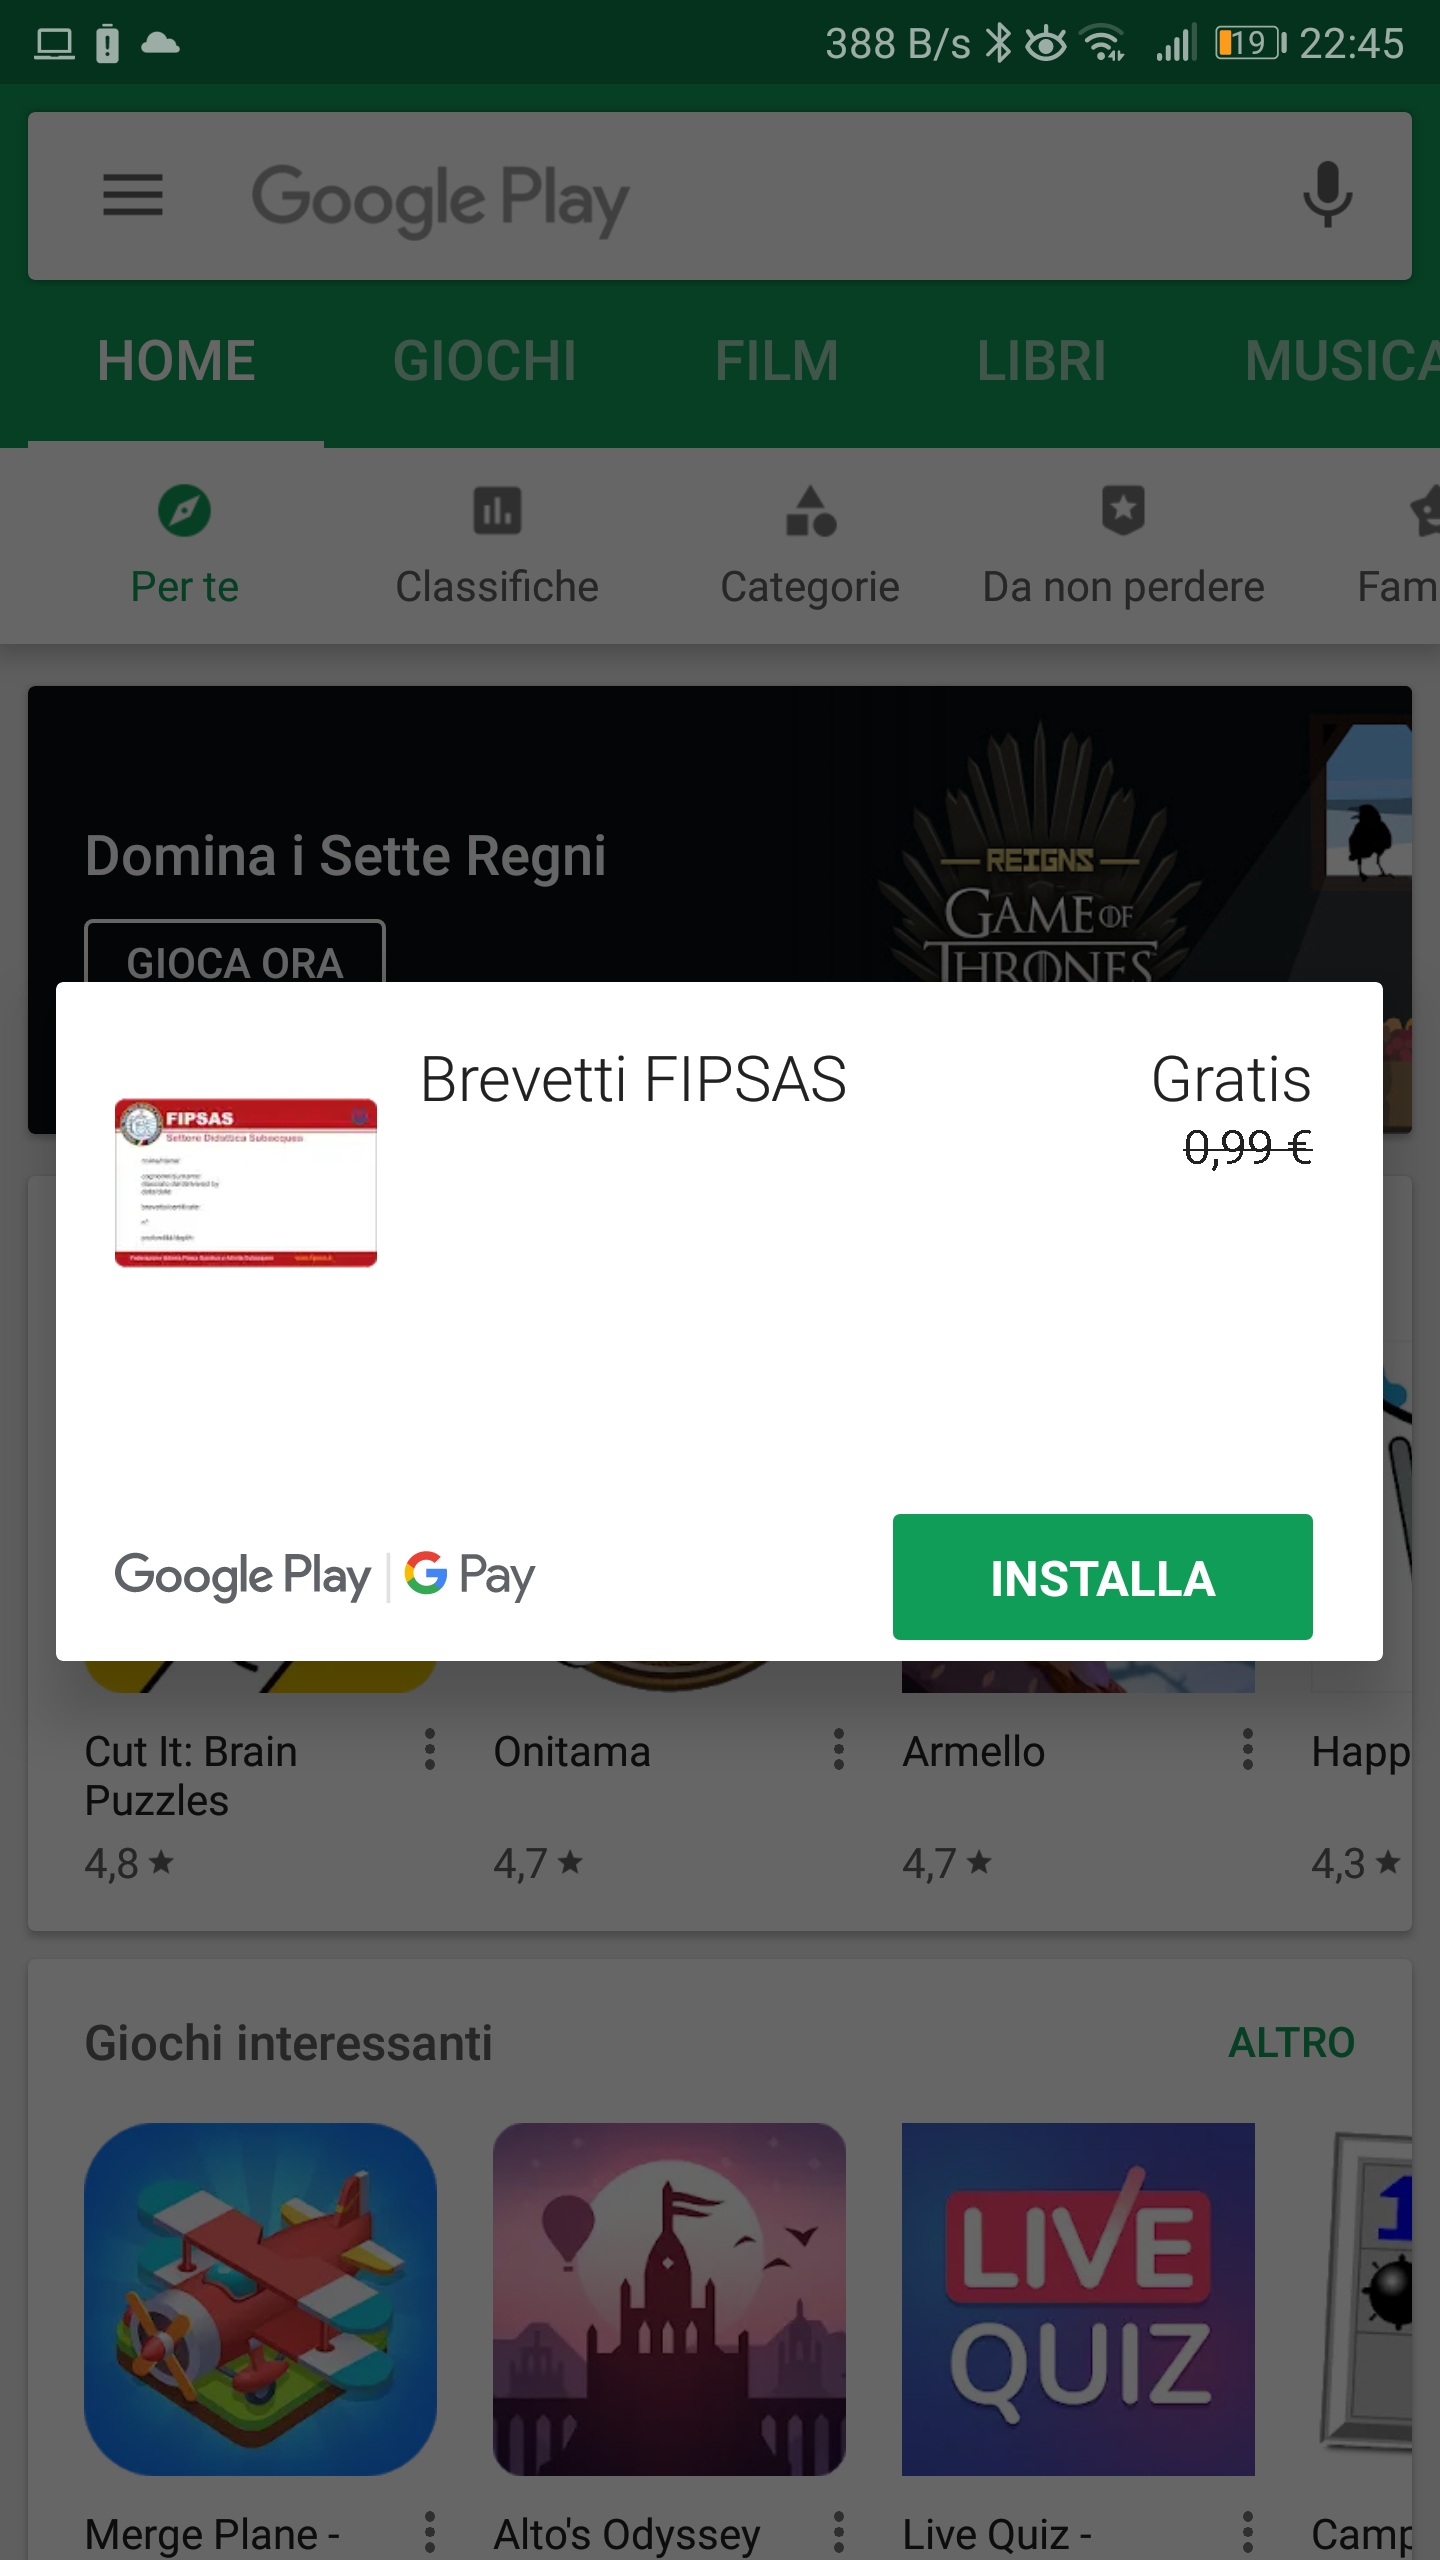 388 B/s 19 22:45
Google Play
HOME GIOCHI FILM LIBRI MUSICA
Per te Classifiche Categorie Da non perdere Fam
Domina i Sette Regni
REIGNS
GAME OF
THRONES
GIOCA ORA
Brevetti FIPSAS Gratis
0,99 €
FIPSAS
Settore Didattica Subacquea
Google Play G Pay
INSTALLA
Cut It: Brain Puzzles
Onitama
Armello
Happ
4,8 ★ 4,7 ★ 4,7 ★ 4,3 ★
Giochi interessanti ALTRO
LIVE
QUIZ
1
Merge Plane - Alto's Odyssey Live Quiz - Camp